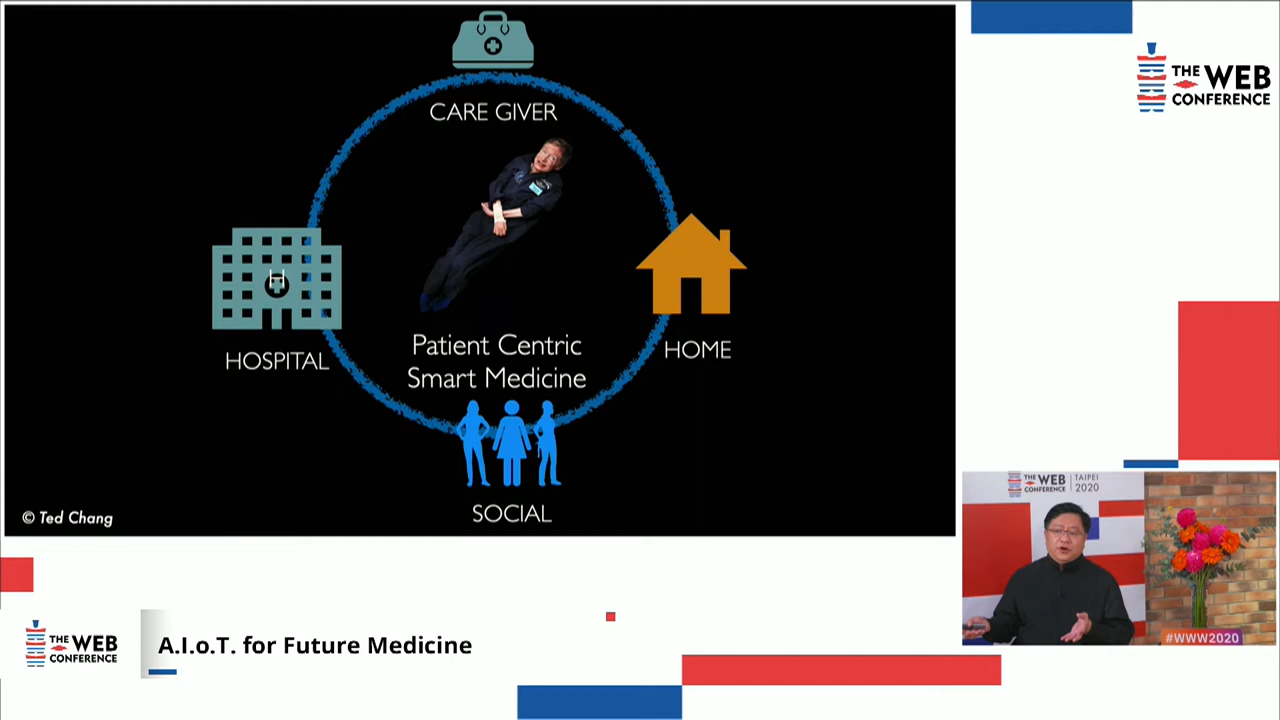 CARE GIVER
H
HOSPITAL
Patient Centric
Smart Medicine
HOME
SOCIAL
© Ted Chang
THE WEB
CONFERENCE
THE WEB
CONFERENCE
TAIPEI
2020
#WWW2020
THE WEB
CONFERENCE
A.I.o.T. for Future Medicine